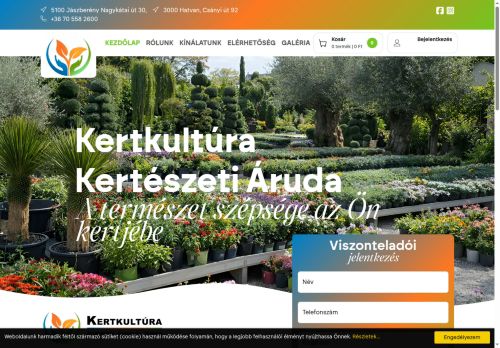 5100 Jászberény Nagykátai út 30, 3000 Hatvan, Csányi út 92
+36 70 558 2600
KEZDŐLAP RÓLUNK KÍNÁLATUNK ELÉRHETŐSÉG GALÉRIA
Kosár
0 termék | 0 Ft
0
Bejelentkezés
Kertkultúra
Kertészeti Áruda
A természet szépsége az Ön
kertjébe
Viszonteladói
jelentkezés
Név
Telefonszám
KERTKULTÚRA
Weboldalunk harmadik féltől származó sütiket (cookie) használ működése folyamán, hogy a legjobb felhasználói élményt nyújthassa Önnek. Részletek...
Engedélyezem